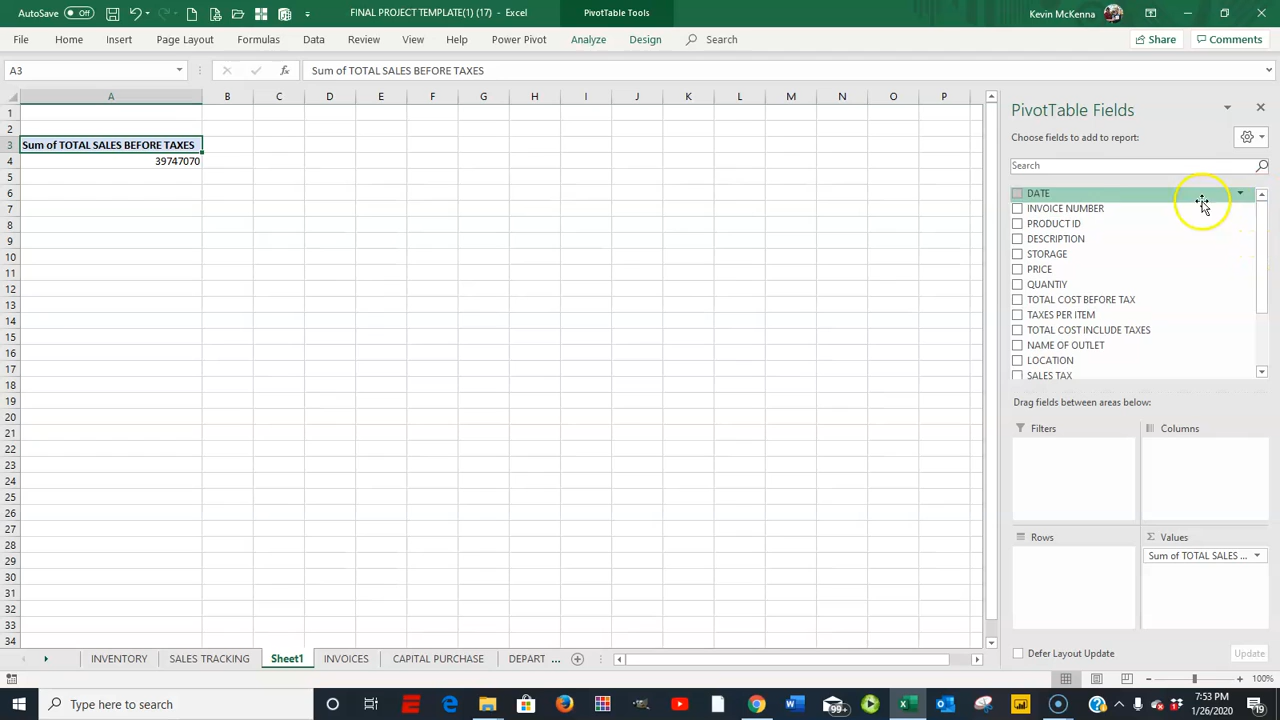 AutoSave Off FINAL PROJECT TEMPLATE(1) (17) - Excel PivotTable Tools Kevin McKenna
File Home Insert Page Layout Formulas Data Review View Help Power Pivot Analyze Design Search Share Comments
A3 fx Sum of TOTAL SALES BEFORE TAXES
A B C D E F G H I J K L M N O P
1
2
3 Sum of TOTAL SALES BEFORE TAXES
4 39747070
5
6
7
8
9
10
11
12
13
14
15
16
17
18
19
20
21
22
23
24
25
26
27
28
29
30
31
32
33
34
PivotTable Fields
Choose fields to add to report:
Search
DATE
INVOICE NUMBER
PRODUCT ID
DESCRIPTION
STORAGE
PRICE
QUANTIY
TOTAL COST BEFORE TAX
TAXES PER ITEM
TOTAL COST INCLUDE TAXES
NAME OF OUTLET
LOCATION
SALES TAX
Drag fields between areas below:
Filters Columns
Rows Σ Values
Sum of TOTAL SALES ...
Defer Layout Update Update
INVENTORY SALES TRACKING Sheet1 INVOICES CAPITAL PURCHASE DEPART ...
100%
Type here to search
99+
7:53 PM
1/26/2020